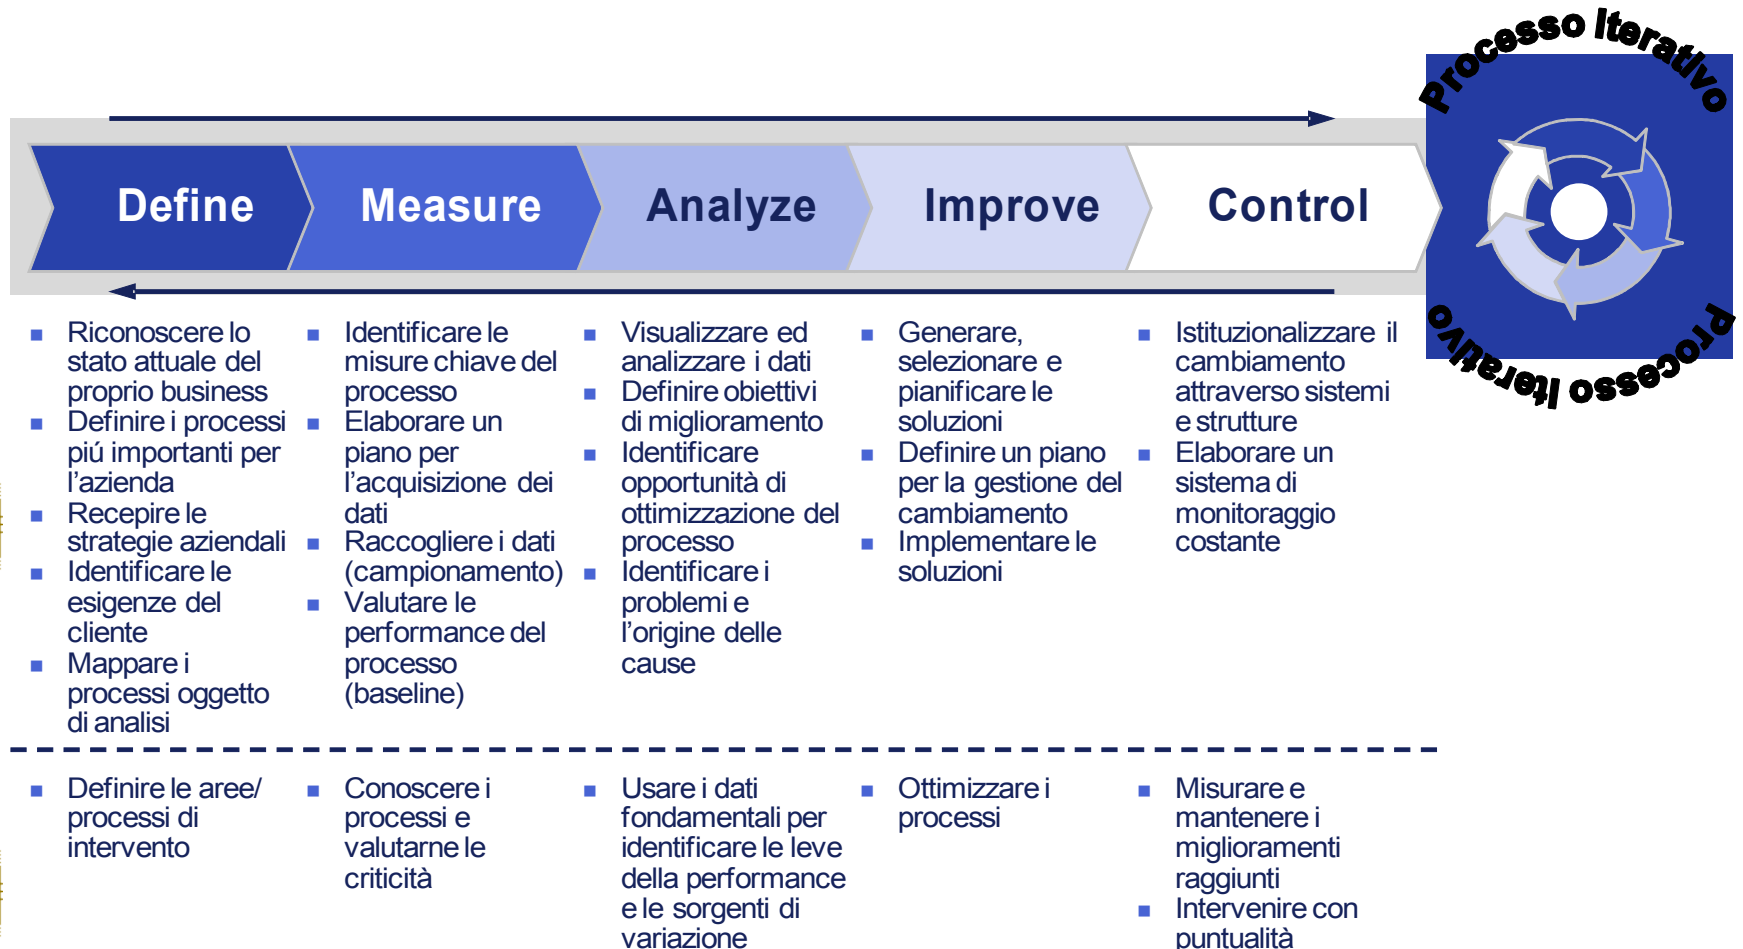 Processo Iterativo
Define
Measure
Analyze
Improve
Control
Processo Iterativo
Riconoscere lo
stato attuale del
proprio business
Definire i processi
piú importanti per
l’azienda
Recepire le
strategie aziendali
Identificare le
esigenze del
cliente
Mappare i
processi oggetto
di analisi
Identificare le
misure chiave del
processo
Elaborare un
piano per
l’acquisizione dei
dati
Raccogliere i dati
(campionamento)
Valutare le
performance del
processo
(baseline)
Visualizzare ed
analizzare i dati
Definire obiettivi
di miglioramento
Identificare
opportunità di
ottimizzazione del
processo
Identificare i
problemi e
l’origine delle
cause
Generare,
selezionare e
pianificare le
soluzioni
Definire un piano
per la gestione del
cambiamento
Implementare le
soluzioni
Istituzionalizzare il
cambiamento
attraverso sistemi
e strutture
Elaborare un
sistema di
monitoraggio
costante
Definire le aree/
processi di
intervento
Conoscere i
processi e
valutarne le
criticità
Usare i dati
fondamentali per
identificare le leve
della performance
e le sorgenti di
variazione
Ottimizzare i
processi
Misurare e
mantenere i
miglioramenti
raggiunti
Intervenire con
puntualità